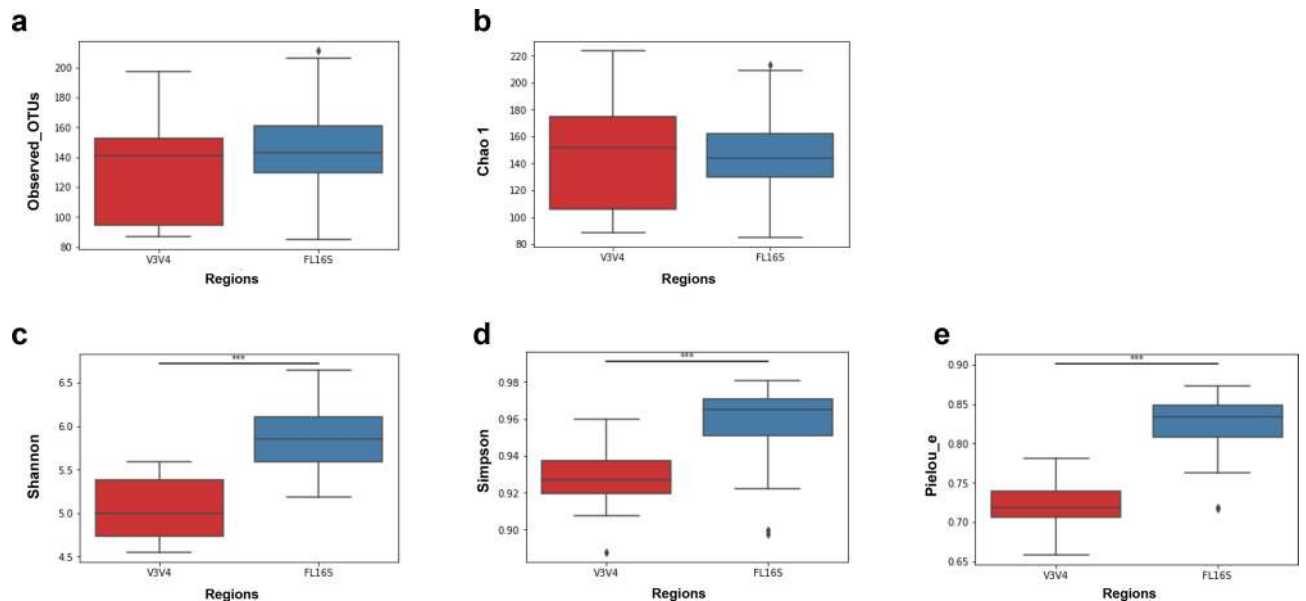 a
200
180
160
140
120
100
80
Observed_OTUs
V3V4 FL16S
Regions
b
220
200
180
160
140
120
100
80
Chao 1
V3V4 FL16S
Regions
c
***
6.5
6.0
5.5
5.0
4.5
Shannon
V3V4 FL16S
Regions
d
***
0.98
0.96
0.94
0.92
0.90
Simpson
V3V4 FL16S
Regions
e
***
0.90
0.85
0.80
0.75
0.70
0.65
Pielou_e
V3V4 FL16S
Regions